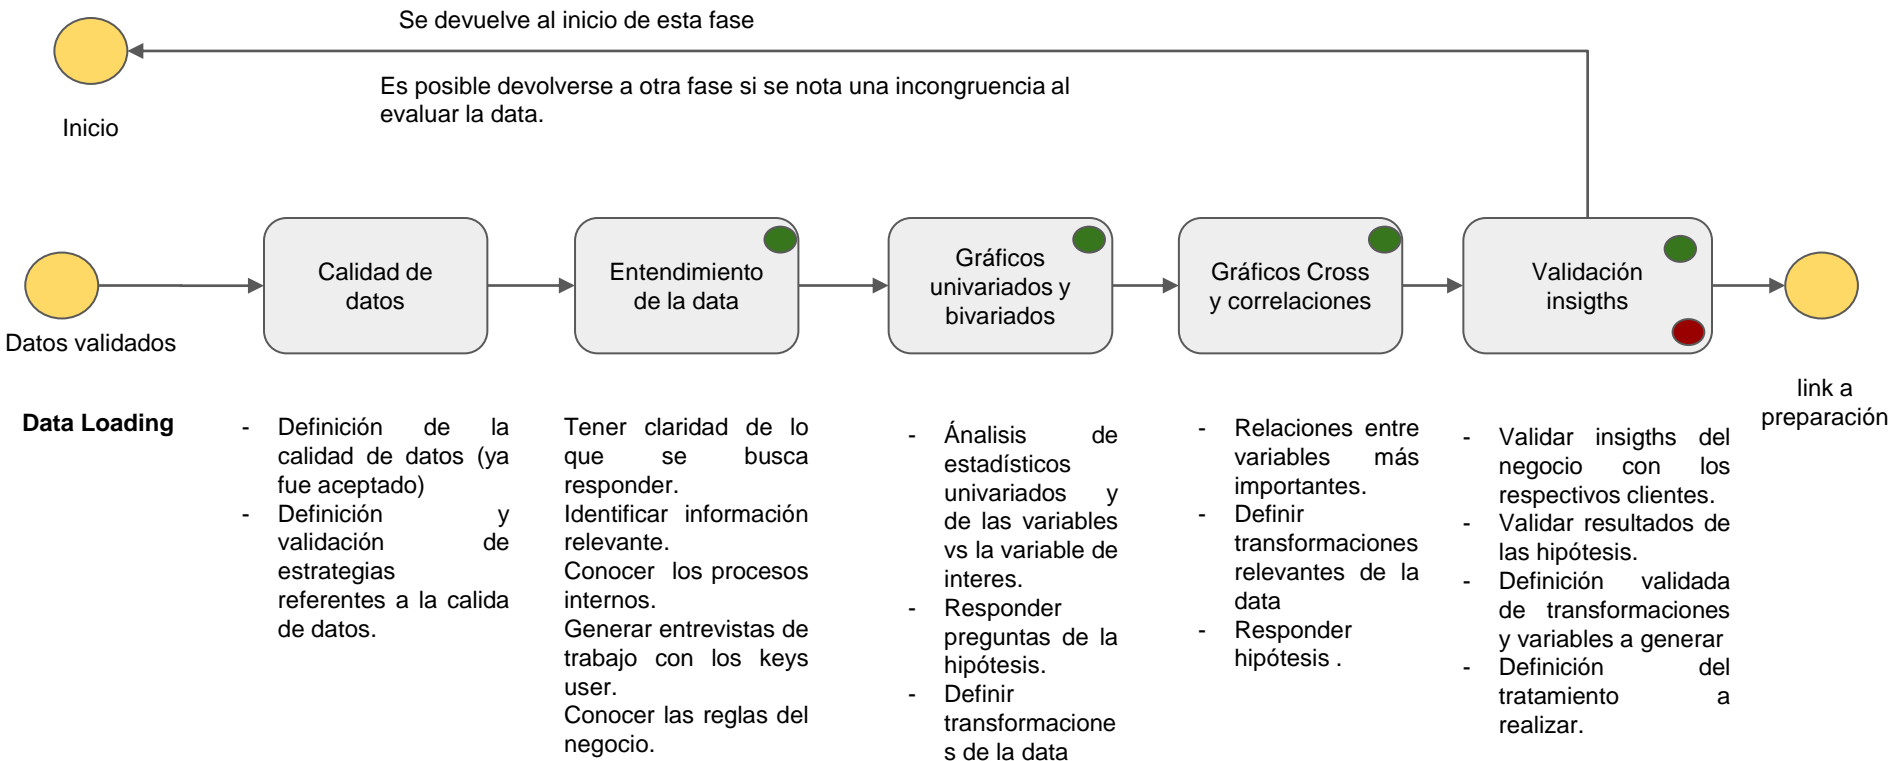 Se devuelve al inicio de esta fase
Es posible devolverse a otra fase si se nota una incongruencia al
evaluar la data.
Inicio
Datos validados
Calidad de
datos
Entendimiento
de la data
Gráficos
univariados y
bivariados
Gráficos Cross
y correlaciones
Validación
insigths
link a
preparación
Data Loading
- Definición de la
calidad de datos (ya
fue aceptado)
- Definición y
validación de
estrategias
referentes a la calida
de datos.
Tener claridad de lo
que se busca
responder.
Identificar información
relevante.
Conocer los procesos
internos.
Generar entrevistas de
trabajo con los keys
user.
Conocer las reglas del
negocio.
- Ánalisis de
estadísticos
univariados y
de las variables
vs la variable de
interes.
- Responder
preguntas de la
hipótesis.
- Definir
transformacione
s de la data
- Relaciones entre
variables más
importantes.
- Definir
transformaciones
relevantes de la
data
- Responder
hipótesis .
- Validar insigths del
negocio con los
respectivos clientes.
- Validar resultados de
las hipótesis.
- Definición validada
de transformaciones
y variables a generar
- Definición del
tratamiento a
realizar.